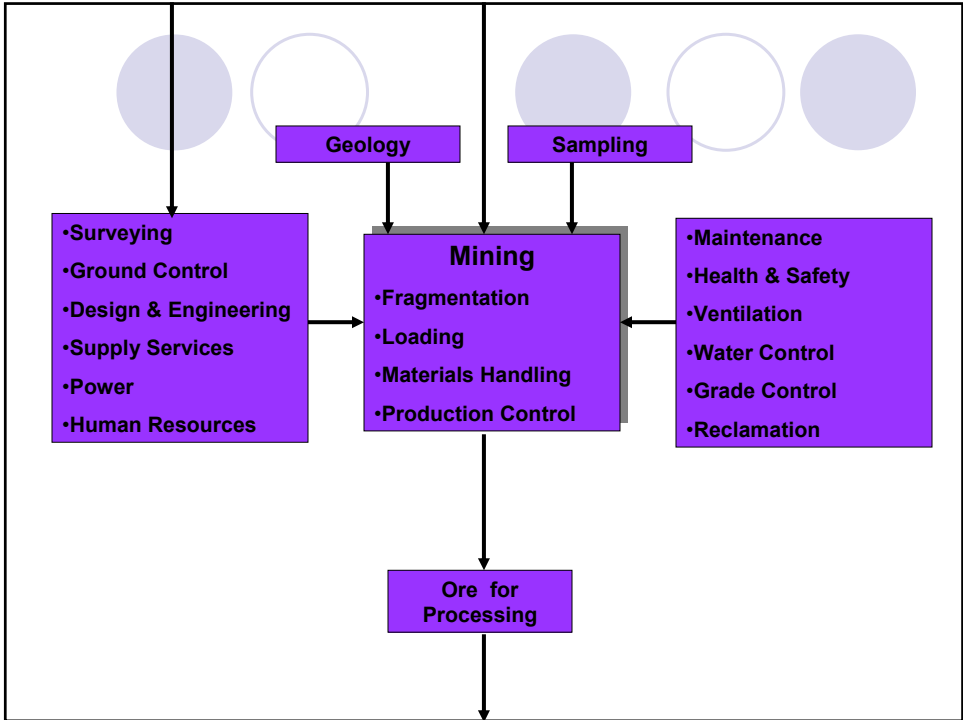 Geology
Sampling
•Surveying
•Ground Control
•Design & Engineering
•Supply Services
•Power
•Human Resources
Mining
•Fragmentation
•Loading
•Materials Handling
•Production Control
•Maintenance
•Health & Safety
•Ventilation
•Water Control
•Grade Control
•Reclamation
Ore for
Processing